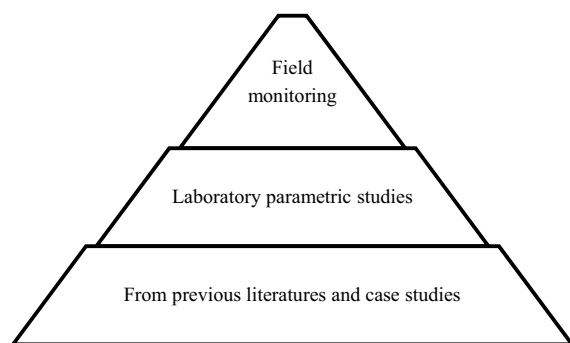 Field
monitoring
Laboratory parametric studies
From previous literatures and case studies